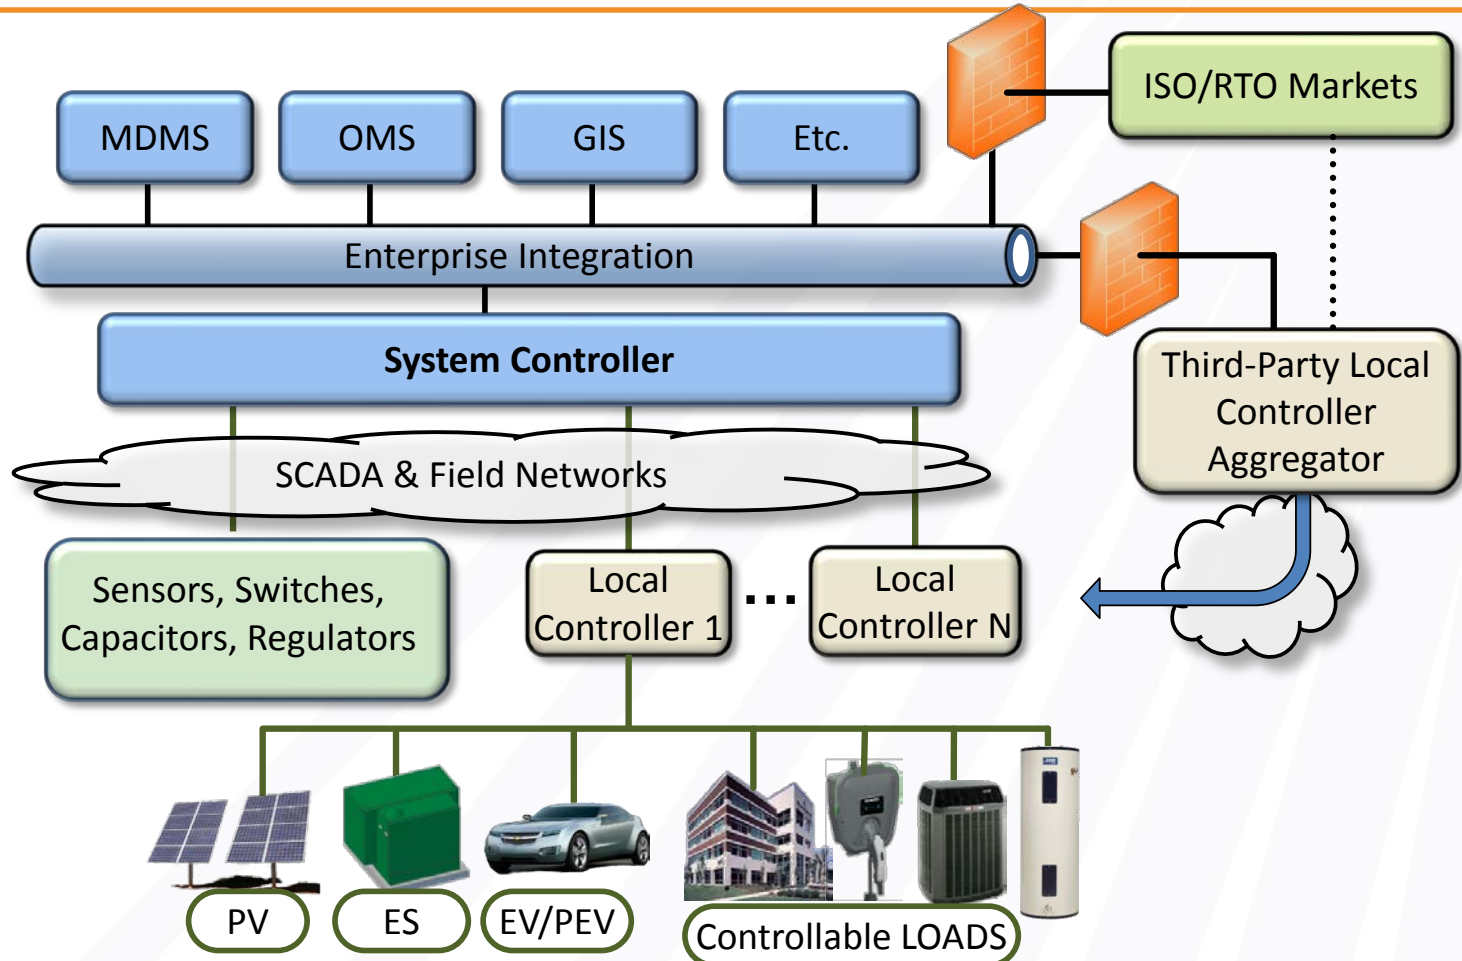 ISO/RTO Markets
MDMS
OMS
GIS
Etc.
Enterprise Integration
System Controller
Third-Party Local
Controller
Aggregator
SCADA & Field Networks
Sensors, Switches,
Capacitors, Regulators
Local
Controller 1
...
Local
Controller N
PV
ES
EV/PEV
Controllable LOADS